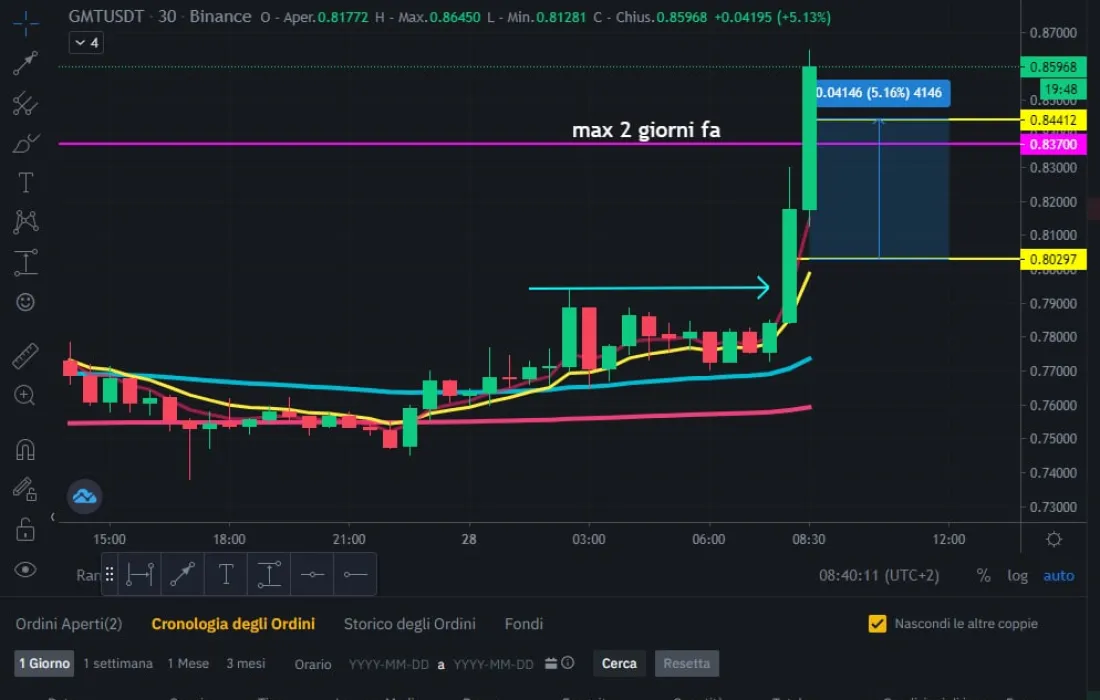 GMTUSDT · 30 · Binance O - Aper.0.81772 H - Max.0.86450 L - Min.0.81281 C - Chius.0.85968 +0.04195 (+5.13%)
4
0.87000
0.85968
19:48
0.04146 (5.16%) 4146
0.85000
0.84412
max 2 giorni fa
0.83700
0.83000
0.82000
0.81000
0.80297
0.80000
0.79000
0.78000
0.77000
0.76000
0.75000
0.74000
0.73000
15:00 18:00 21:00 28 03:00 06:00 08:30 12:00
Ran T 08:40:11 (UTC+2) % log auto
Ordini Aperti(2) Cronologia degli Ordini Storico degli Ordini Fondi Nascondi le altre coppie
1 Giorno 1 settimana 1 Mese 3 mesi Orario YYYY-MM-DD a YYYY-MM-DD Cerca Resetta